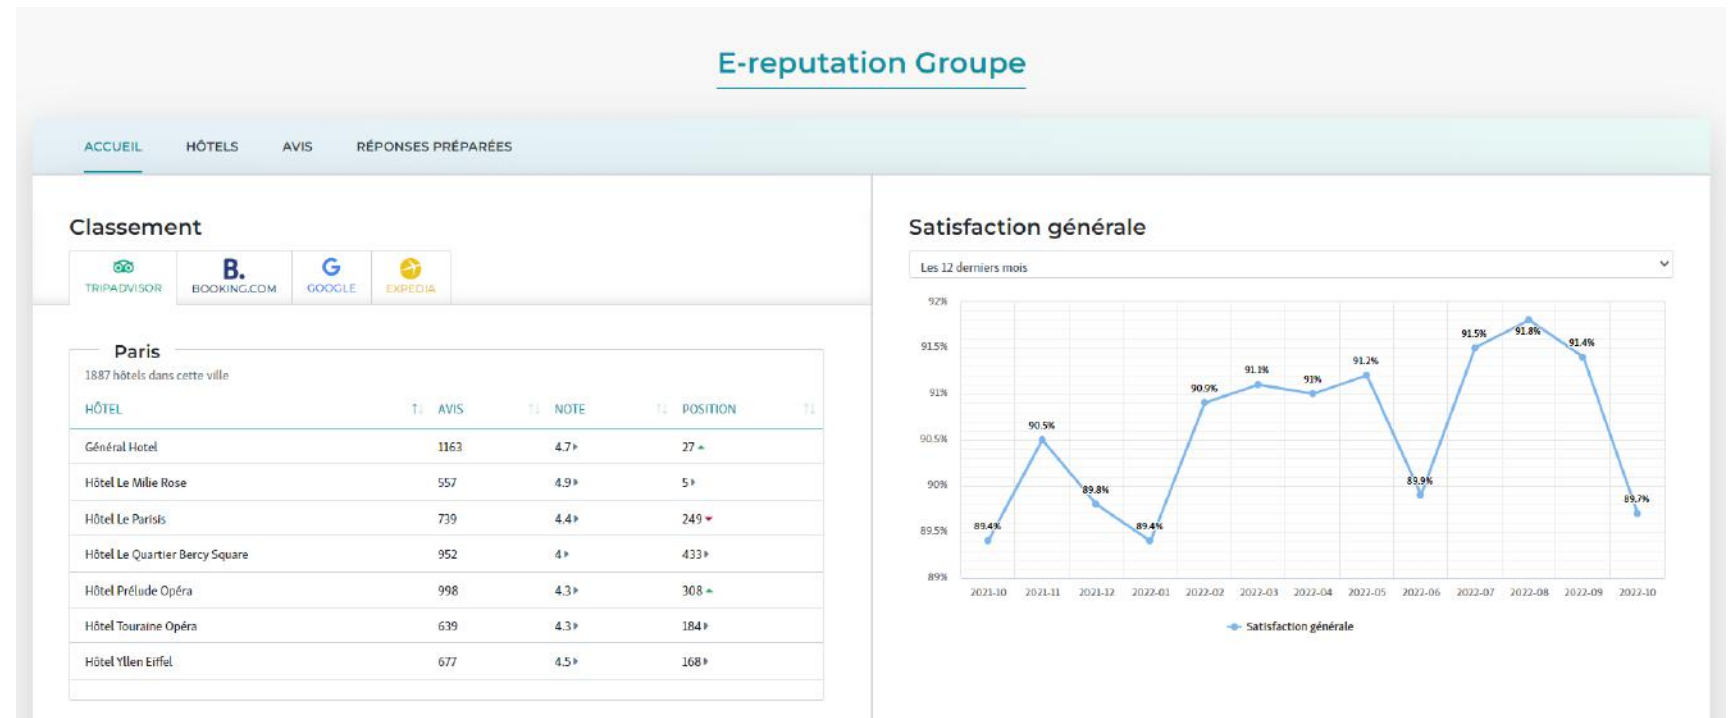 E-reputation Groupe
ACCUEIL HÔTELS AVIS RÉPONSES PRÉPARÉES
Classement
TRIPADVISOR B. BOOKING.COM G GOOGLE EXPEDIA
Paris
1887 hôtels dans cette ville
HÔTEL AVIS NOTE POSITION
Général Hotel 1163 4.7 27
Hôtel Le Milie Rose 557 4.9 5
Hôtel Le Parisis 739 4.4 249
Hôtel Le Quartier Bercy Square 952 4 433
Hôtel Prélude Opéra 998 4.3 308
Hôtel Touraine Opéra 639 4.3 184
Hôtel Yllen Eiffel 677 4.5 168
Satisfaction générale
Les 12 derniers mois
92%
91.5%
91%
90.5%
90%
89.5%
89%
89.4% 90.5% 89.8% 89.4% 90.9% 91.1% 91% 91.2% 89.9% 91.5% 91.8% 91.4% 89.7%
2021-10 2021-11 2021-12 2022-01 2022-02 2022-03 2022-04 2022-05 2022-06 2022-07 2022-08 2022-09 2022-10
Satisfaction générale